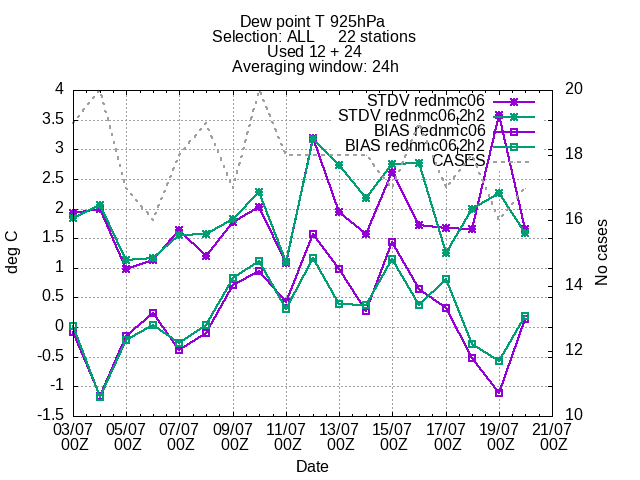 Dew point T 925hPa
Selection: ALL 22 stations
Used 12 + 24
Averaging window: 24h
STDV rednmc06
STDV rednmc06t2h2
BIAS rednmc06
BIAS rednmc06t2h2
CASES
4
3.5
3
2.5
2
1.5
1
0.5
0
-0.5
-1
-1.5
deg C
20
18
16
14
12
10
No cases
03/07 05/07 07/07 09/07 11/07 13/07 15/07 17/07 19/07 21/07
00Z 00Z 00Z 00Z 00Z 00Z 00Z 00Z 00Z 00Z
Date